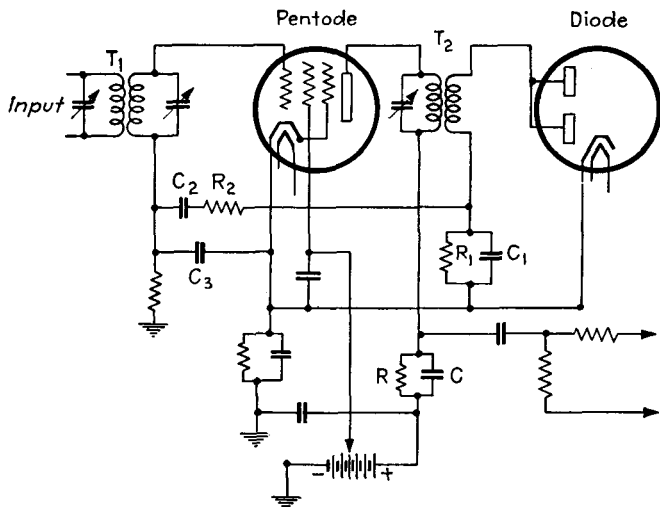 Pentode
Diode
T1
T2
Input
C2 R2
R1 C1
C3
R C
- +